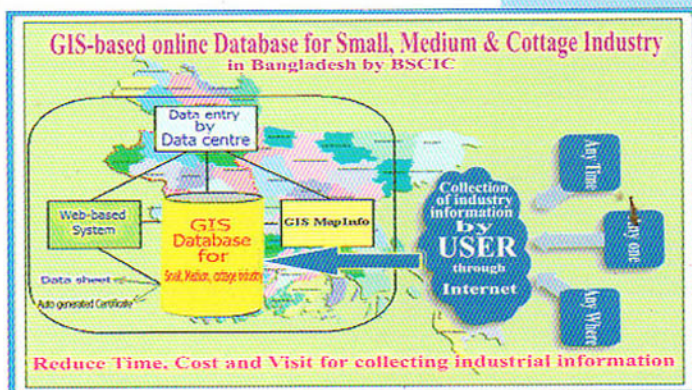 GIS-based online Database for Small, Medium & Cottage Industry
in Bangladesh by BSCIC
Data entry
by
Data centre
Web-based
System
GIS
Database
for
Small, Medium, cottage Industry
GIS MapInfo
Data sheet
Auto generated Certificate
Collection
of industry
information
by
USER
through
Internet
Any Time
Any one
Any Where
Reduce Time, Cost and Visit for collecting industrial information